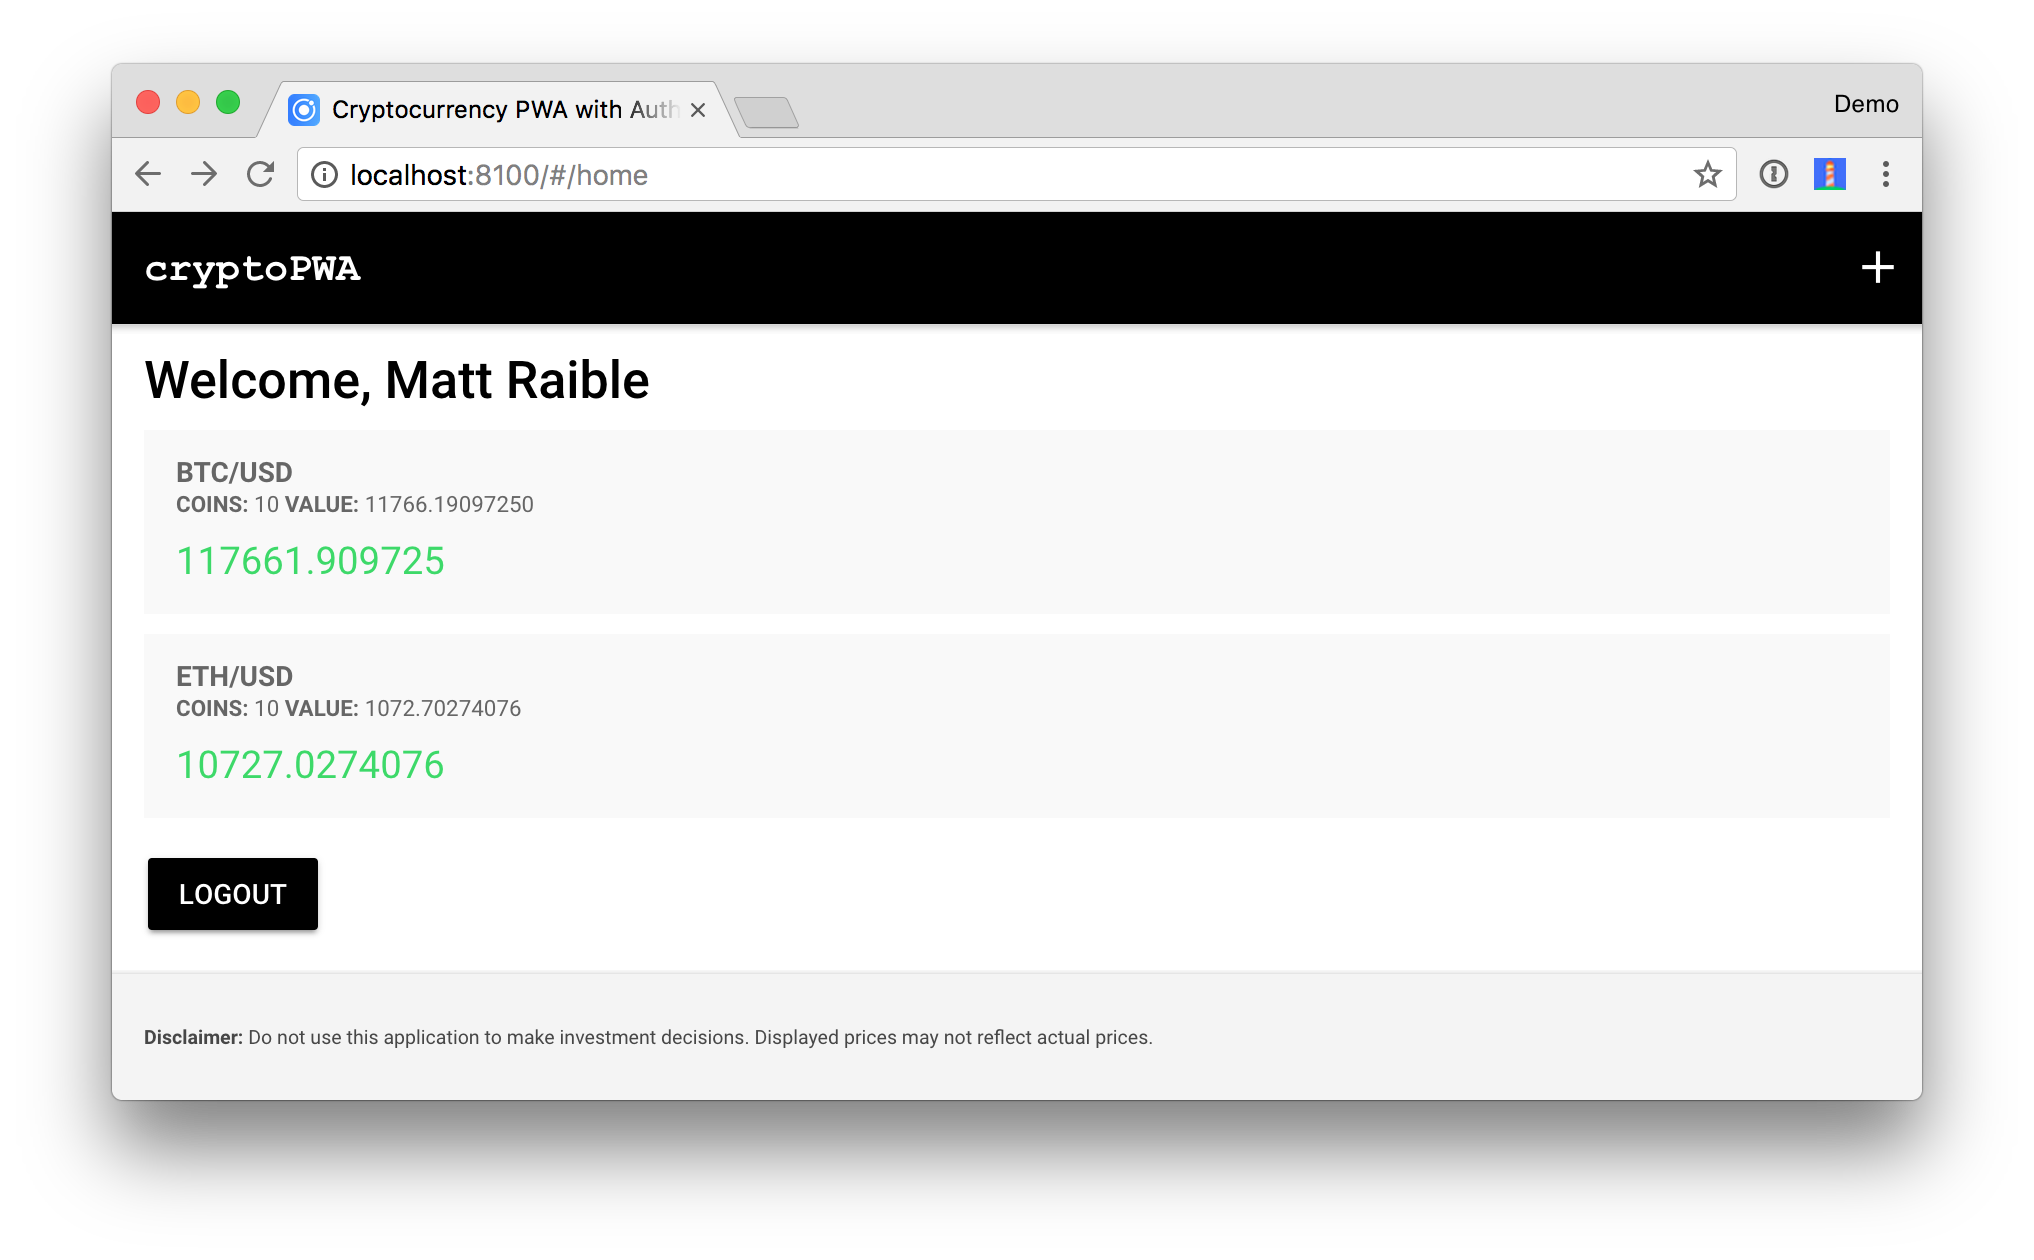 Cryptocurrency PWA with Auth
Demo
localhost:8100/#/home
cryptoPWA
Welcome, Matt Raible
BTC/USD
COINS: 10 VALUE: 11766.19097250
117661.909725
ETH/USD
COINS: 10 VALUE: 1072.70274076
10727.0274076
LOGOUT
Disclaimer: Do not use this application to make investment decisions. Displayed prices may not reflect actual prices.